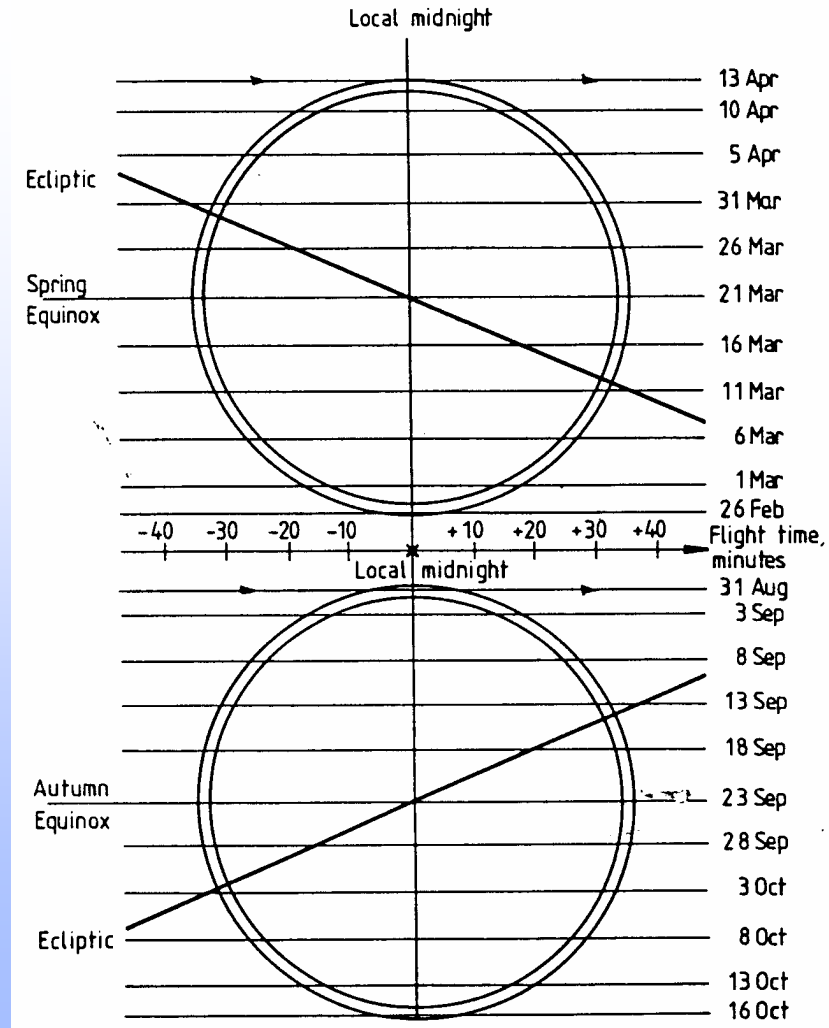 Local midnight
13 Apr
10 Apr
5 Apr
Ecliptic
31 Mar
26 Mar
Spring
Equinox
21 Mar
16 Mar
11 Mar
6 Mar
1 Mar
26 Feb
-40 -30 -20 -10 +10 +20 +30 +40 Flight time,
minutes
Local midnight
31 Aug
3 Sep
8 Sep
13 Sep
18 Sep
Autumn
Equinox
23 Sep
28 Sep
3 Oct
Ecliptic
8 Oct
13 Oct
16 Oct